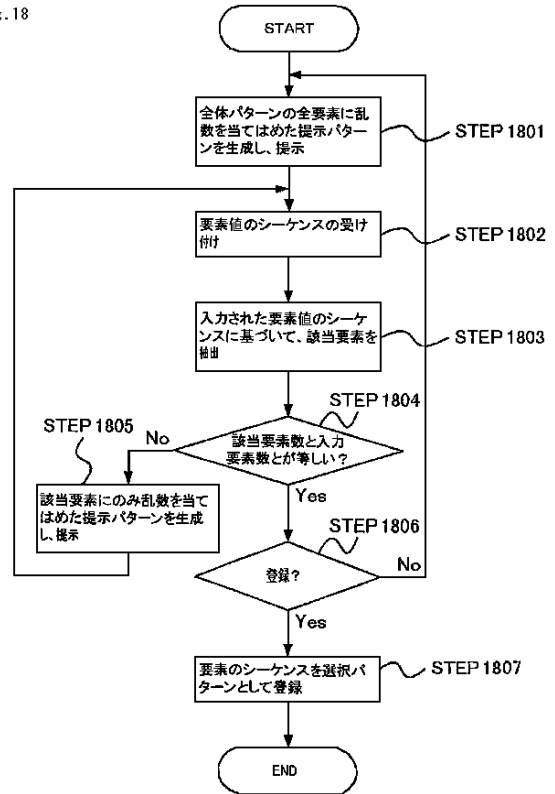 .18
START
全体パターンの全要素に乱
数を当てはめた提示パター
ンを生成し、提示
STEP 1801
要素値のシーケンスの受け
付け
STEP 1802
入力された要素値のシーケ
ンスに基づいて、該当要素を
抽出
STEP 1803
STEP 1804
該当要素数と入力
要素数とが等しい?
No
Yes
STEP 1805
該当要素にのみ乱数を当て
はめた提示パターンを生成
し、提示
STEP 1806
登録?
No
Yes
要素のシーケンスを選択パ
ターンとして登録
STEP 1807
END